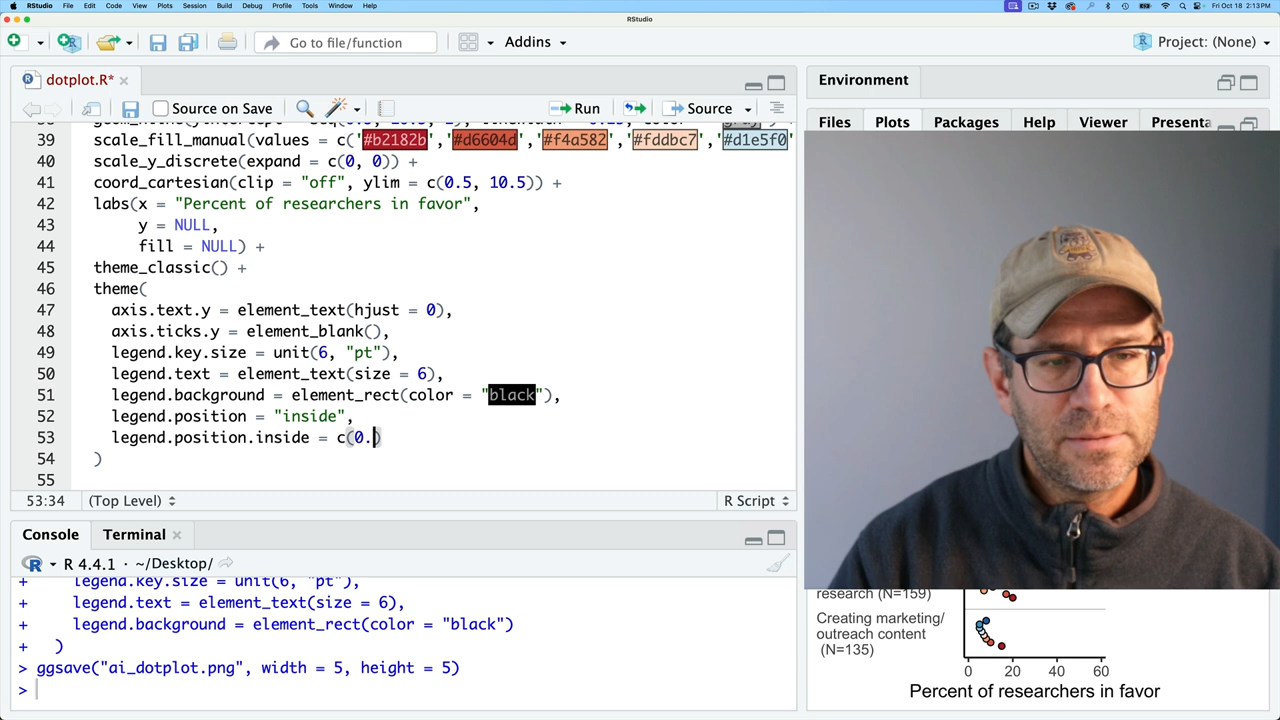 RStudio File Edit Code View Plots Session Build Debug Profile Tools Window Help Fri Oct 18 2:13 PM
RStudio
Go to file/function Addins Project: (None)
dotplot.R*
Source on Save Run Source
39 scale_fill_manual(values = c('#b2182b','#d6604d','#f4a582','#fddbc7','#d1e5f0'
40 scale_y_discrete(expand = c(0, 0)) +
41 coord_cartesian(clip = "off", ylim = c(0.5, 10.5)) +
42 labs(x = "Percent of researchers in favor",
43 y = NULL,
44 fill = NULL) +
45 theme_classic() +
46 theme(
47 axis.text.y = element_text(hjust = 0),
48 axis.ticks.y = element_blank(),
49 legend.key.size = unit(6, "pt"),
50 legend.text = element_text(size = 6),
51 legend.background = element_rect(color = "black"),
52 legend.position = "inside",
53 legend.position.inside = c(0.)
54 )
55
53:34 (Top Level) R Script
Console Terminal
R 4.4.1 · ~/Desktop/
+ legend.key.size = unit(6, "pt"),
+ legend.text = element_text(size = 6),
+ legend.background = element_rect(color = "black")
+ )
> ggsave("ai_dotplot.png", width = 5, height = 5)
>
Environment
Files Plots Packages Help Viewer Presenta
research (N=159)
Creating marketing/
outreach content
(N=135)
0 20 40 60
Percent of researchers in favor